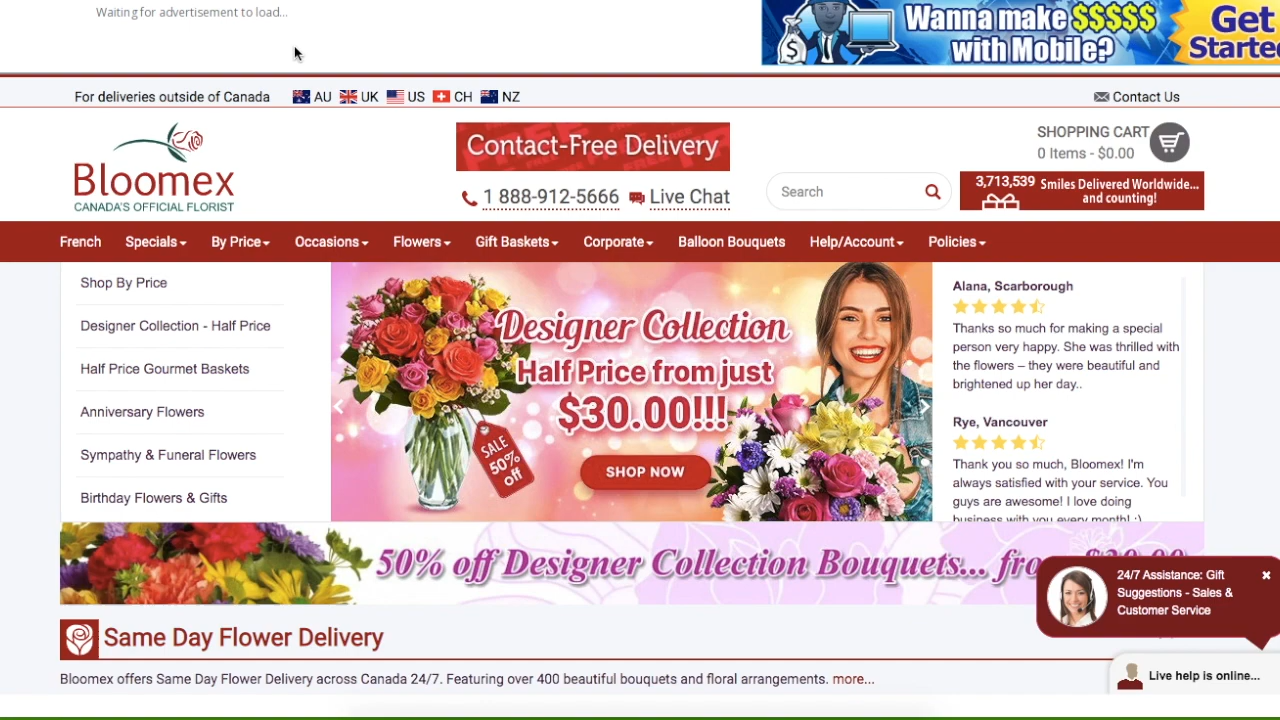 Waiting for advertisement to load...
Wanna make $$$$$
with Mobile?
Get
Started
For deliveries outside of Canada
AU
UK
US
CH
NZ
Contact Us
Bloomex
CANADA'S OFFICIAL FLORIST
Contact-Free Delivery
1 888-912-5666
Live Chat
Search
SHOPPING CART
0 Items - $0.00
3,713,539
Smiles Delivered Worldwide...
and counting!
French
Specials
By Price
Occasions
Flowers
Gift Baskets
Corporate
Balloon Bouquets
Help/Account
Policies
Shop By Price
Designer Collection - Half Price
Half Price Gourmet Baskets
Anniversary Flowers
Sympathy & Funeral Flowers
Birthday Flowers & Gifts
Designer Collection
Half Price from just
$30.00!!!
SALE
50%
off
SHOP NOW
Alana, Scarborough
Thanks so much for making a special
person very happy. She was thrilled with
the flowers – they were beautiful and
brightened up her day..
Rye, Vancouver
Thank you so much, Bloomex! I'm
always satisfied with your service. You
guys are awesome! I love doing
business with you every month! :)
50% off Designer Collection Bouquets...
24/7 Assistance: Gift
Suggestions - Sales &
Customer Service
Same Day Flower Delivery
Bloomex offers Same Day Flower Delivery across Canada 24/7. Featuring over 400 beautiful bouquets and floral arrangements. more...
Live help is online...